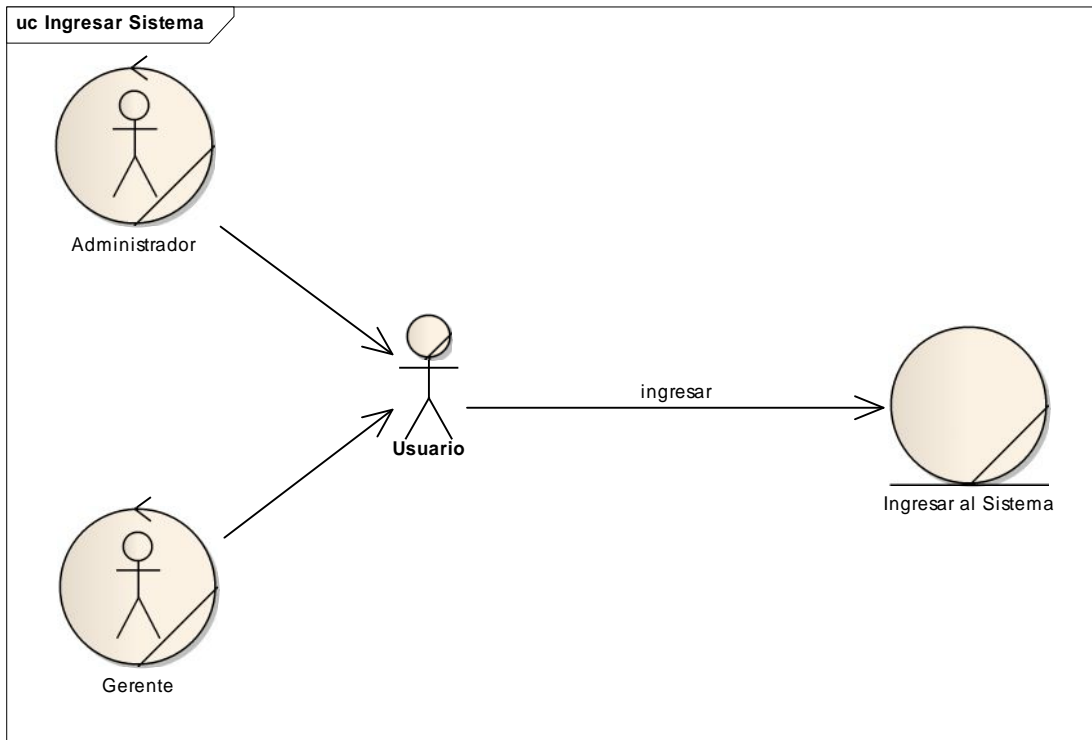 uc Ingresar Sistema
Administrador
ingresar
Usuario
Ingresar al Sistema
Gerente